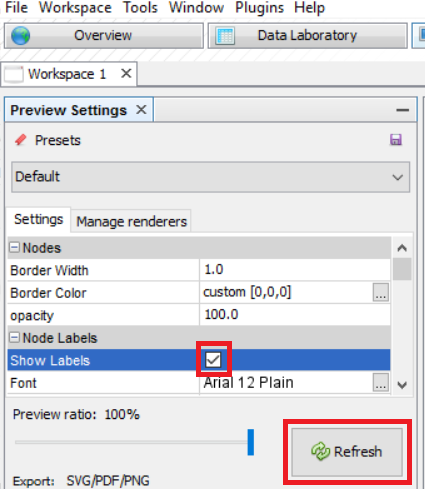 File Workspace Tools Window Plugins Help
Overview Data Laboratory
Workspace 1
Preview Settings
Presets
Default
Settings Manage renderers
Nodes
Border Width 1.0
Border Color custom [0,0,0] ...
opacity 100.0
Node Labels
Show Labels
Font Arial 12 Plain ...
Preview ratio: 100%
Refresh
Export: SVG/PDF/PNG